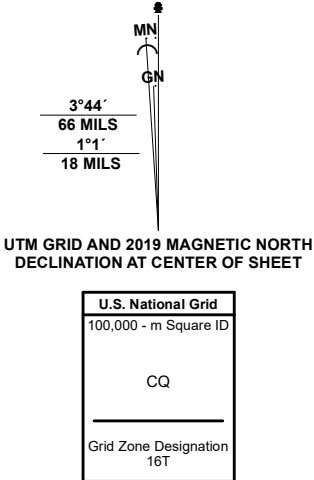 MN
GN
3°44´
66 MILS
1°1´
18 MILS
UTM GRID AND 2019 MAGNETIC NORTH
DECLINATION AT CENTER OF SHEET
U.S. National Grid
100,000 - m Square ID
CQ
Grid Zone Designation
16T